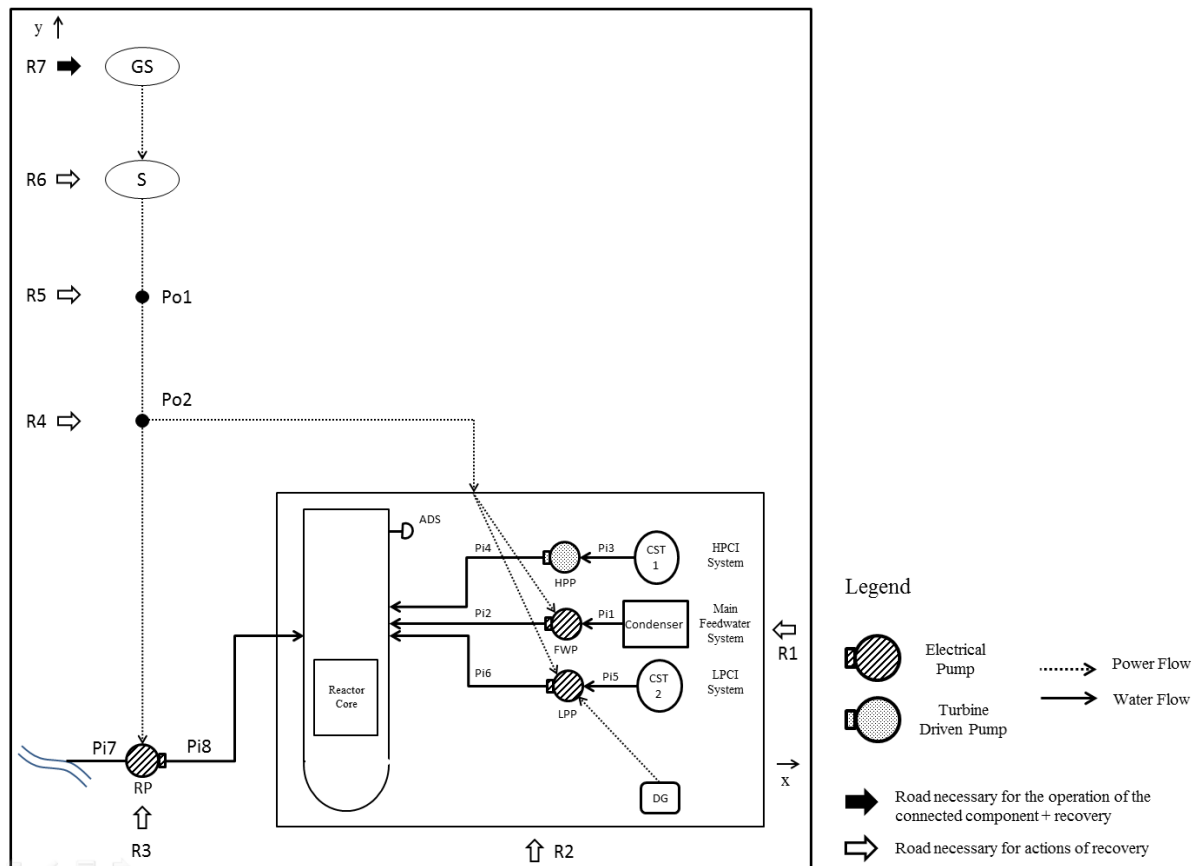 y
R7
GS
R6
S
R5
Po1
Po2
R4
ADS
Pi4
Pi3
CST
1
HPP
HPCI
System
Pi2
Pi1
Condenser
FWP
Main
Feedwater
System
R1
Pi6
Pi5
CST
2
LPP
LPCI
System
Reactor
Core
Pi7
Pi8
RP
R3
DG
x
R2
Legend
Electrical
Pump
Turbine
Driven Pump
Power Flow
Water Flow
Road necessary for the operation of the
connected component + recovery
Road necessary for actions of recovery